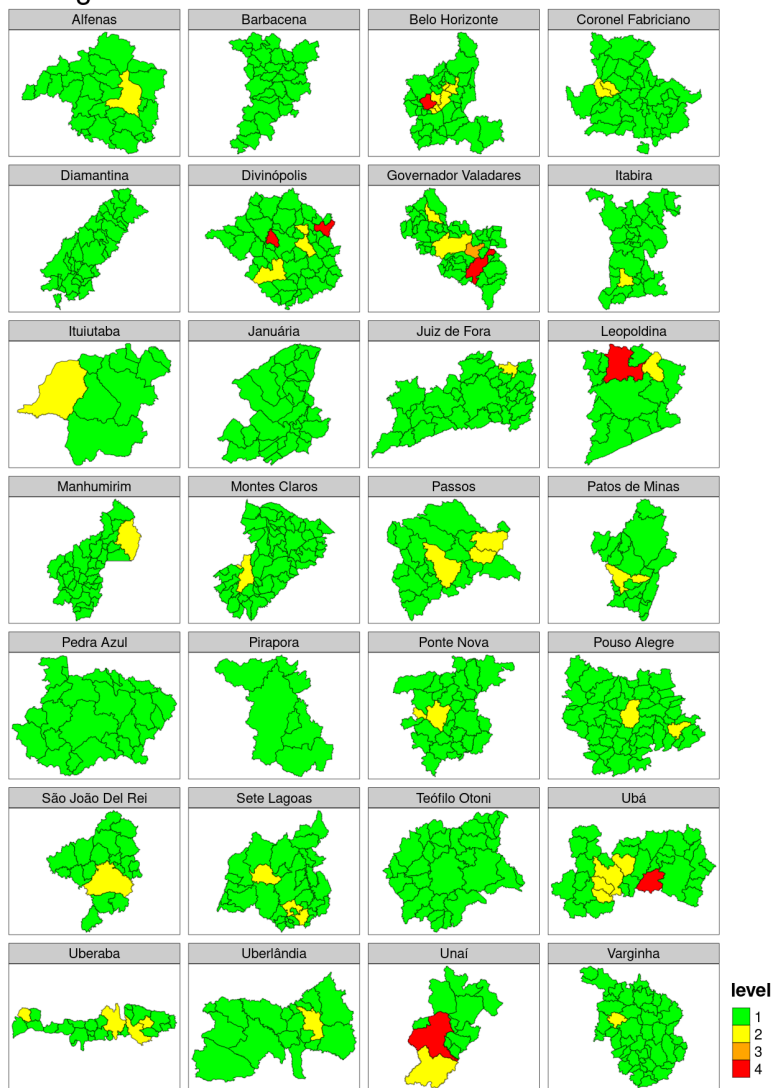 Alfenas Barbacena Belo Horizonte Coronel Fabriciano
Diamantina Divinópolis Governador Valadares Itabira
Ituiutaba Januária Juiz de Fora Leopoldina
Manhumirim Montes Claros Passos Patos de Minas
Pedra Azul Pirapora Ponte Nova Pouso Alegre
São João Del Rei Sete Lagoas Teófilo Otoni Ubá
Uberaba Uberlândia Unaí Varginha
level
1
2
3
4